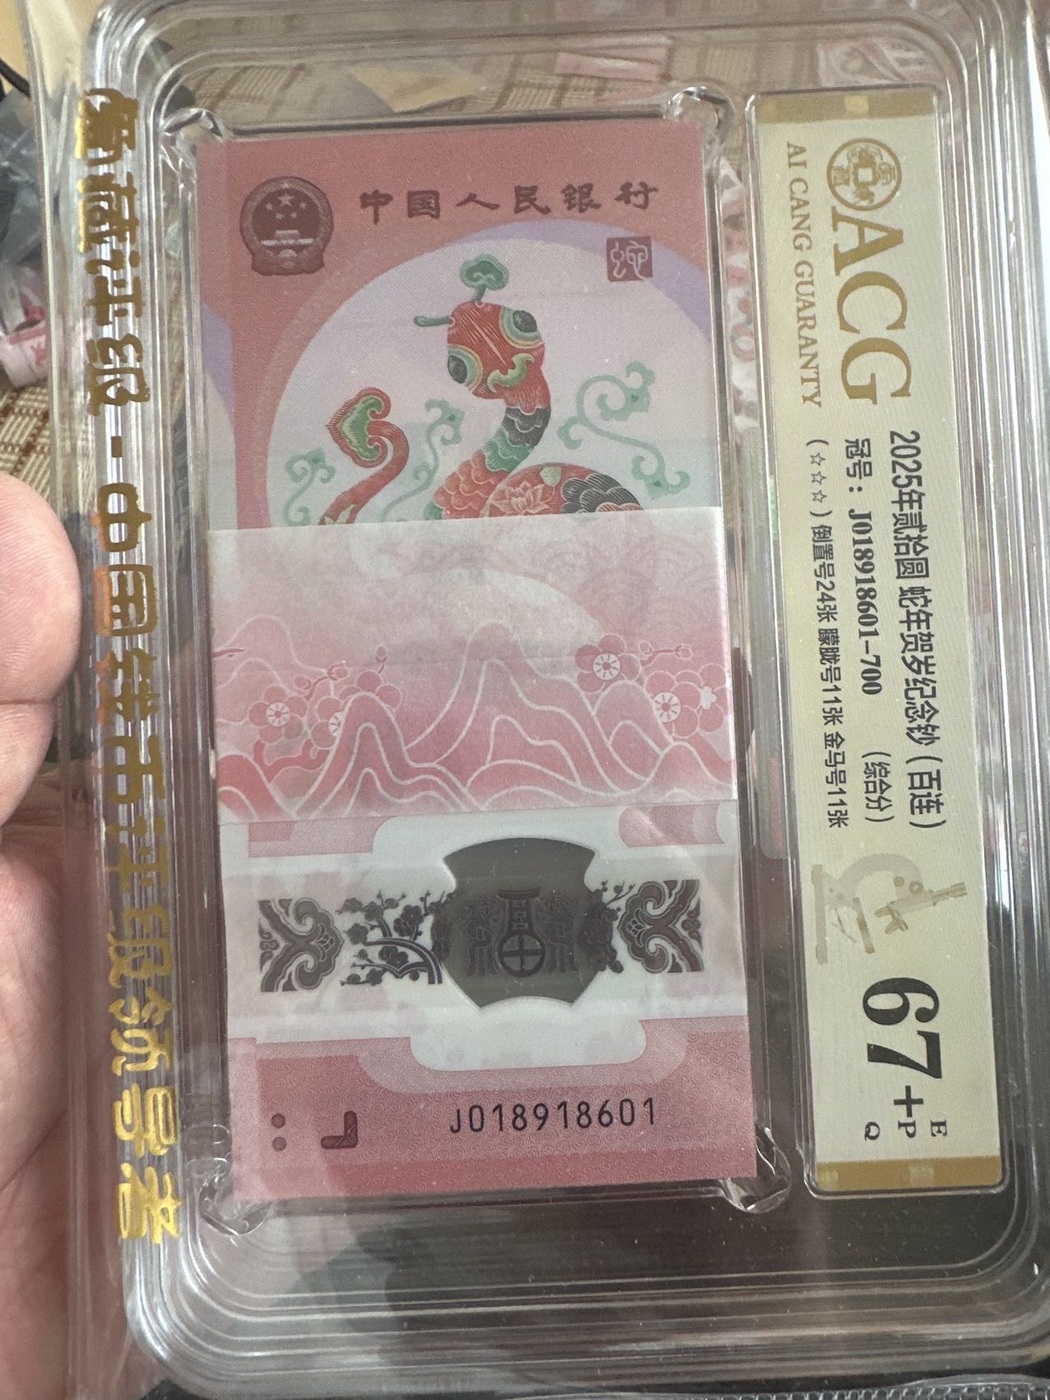 中国人民银行
J018918601
ACG
AI CANG GUARANTY
2025年贰拾圆 蛇年贺岁纪念钞（百连）
冠号：J018918601-700 （综合分）
（☆☆☆）倒置号24张 朦胧号11张 金马号11张
67+
E
P
Q
爱藏评级-中国钱币评级领导者